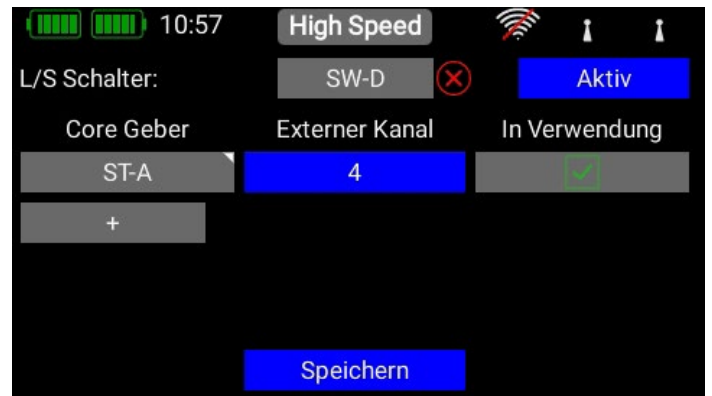 10:57 High Speed
L/S Schalter: SW-D Aktiv
Core Geber Externer Kanal In Verwendung
ST-A 4
+
Speichern